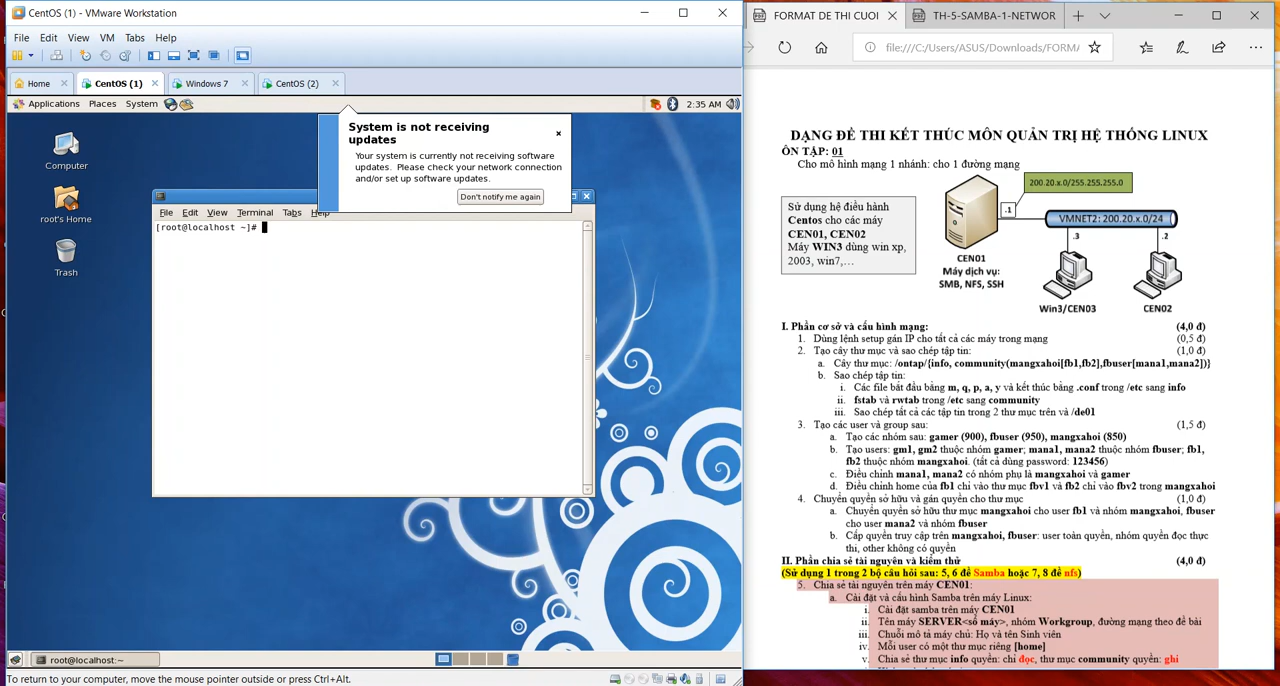 CentOS (1) - VMware Workstation
File Edit View VM Tabs Help
Home CentOS (1) Windows 7 CentOS (2)
Applications Places System 2:35 AM
Computer
root's Home
Trash
System is not receiving
updates
Your system is currently not receiving software
updates. Please check your network connection
and/or set up software updates.
Don't notify me again
File Edit View Terminal Tabs Help
[root@localhost ~]#
root@localhost:~
To return to your computer, move the mouse pointer outside or press Ctrl+Alt.
FORMAT DE THI CUOI TH-5-SAMBA-1-NETWOR
file:///C:/Users/ASUS/Downloads/FORMA
DẠNG ĐỀ THI KẾT THÚC MÔN QUẢN TRỊ HỆ THỐNG LINUX
ÔN TẬP: 01
Cho mô hình mạng 1 nhánh: cho 1 đường mạng
Sử dụng hệ điều hành
Centos cho các máy
CEN01, CEN02
Máy WIN3 dùng win xp,
2003, win7,…
200.20.x.0/255.255.255.0
.1
VMNET2: 200.20.x.0/24
.3 .2
CEN01
Máy dịch vụ:
SMB, NFS, SSH
Win3/CEN03 CEN02
I. Phần cơ sở và cấu hình mạng: (4,0 đ)
1. Dùng lệnh setup gán IP cho tất cả các máy trong mạng (0,5 đ)
2. Tạo cây thư mục và sao chép tập tin: (1,0 đ)
a. Cây thư mục: /ontap/{info, community(mangxahoi[fb1,fb2],fbuser[mana1,mana2])}
b. Sao chép tập tin:
i. Các file bắt đầu bằng m, q, p, a, y và kết thúc bằng .conf trong /etc sang info
ii. fstab và rwtab trong /etc sang community
iii. Sao chép tất cả các tập tin trong 2 thư mục trên và /de01
3. Tạo các user và group sau: (1,5 đ)
a. Tạo các nhóm sau: gamer (900), fbuser (950), mangxahoi (850)
b. Tạo users: gm1, gm2 thuộc nhóm gamer; mana1, mana2 thuộc nhóm fbuser; fb1,
fb2 thuộc nhóm mangxahoi. (tất cả dùng password: 123456)
c. Điều chỉnh mana1, mana2 có nhóm phụ là mangxahoi và gamer
d. Điều chỉnh home của fb1 chỉ vào thư mục fbv1 và fb2 chỉ vào fbv2 trong mangxahoi
4. Chuyển quyền sở hữu và gán quyền cho thư mục (1,0 đ)
a. Chuyển quyền sở hữu thư mục mangxahoi cho user fb1 và nhóm mangxahoi, fbuser
cho user mana2 và nhóm fbuser
b. Cấp quyền truy cập trên mangxahoi, fbuser: user toàn quyền, nhóm quyền đọc thực
thi, other không có quyền
II. Phần chia sẻ tài nguyên và kiểm thử (4,0 đ)
(Sử dụng 1 trong 2 bộ câu hỏi sau: 5, 6 đề Samba hoặc 7, 8 đề nfs)
5. Chia sẻ tài nguyên trên máy CEN01:
a. Cài đặt và cấu hình Samba trên máy Linux:
i. Cài đặt samba trên máy CEN01
ii. Tên máy SERVER<số máy>, nhóm Workgroup, đường mạng theo đề bài
iii. Chuỗi mô tả máy chủ: Họ và tên Sinh viên
iv. Mỗi user có một thư mục riêng [home]
v. Chia sẻ thư mục info quyền: chỉ đọc, thư mục community quyền: ghi